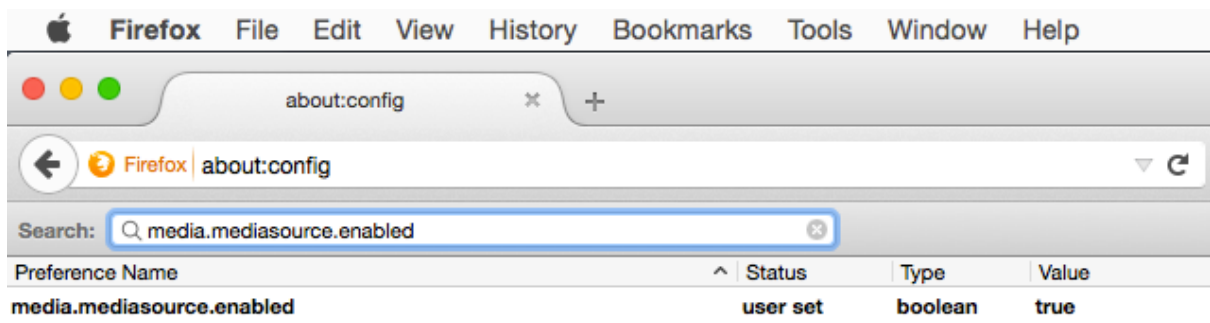 Firefox File Edit View History Bookmarks Tools Window Help
about:config
Firefox about:config
Search: media.mediasource.enabled
Preference Name Status Type Value
media.mediasource.enabled user set boolean true